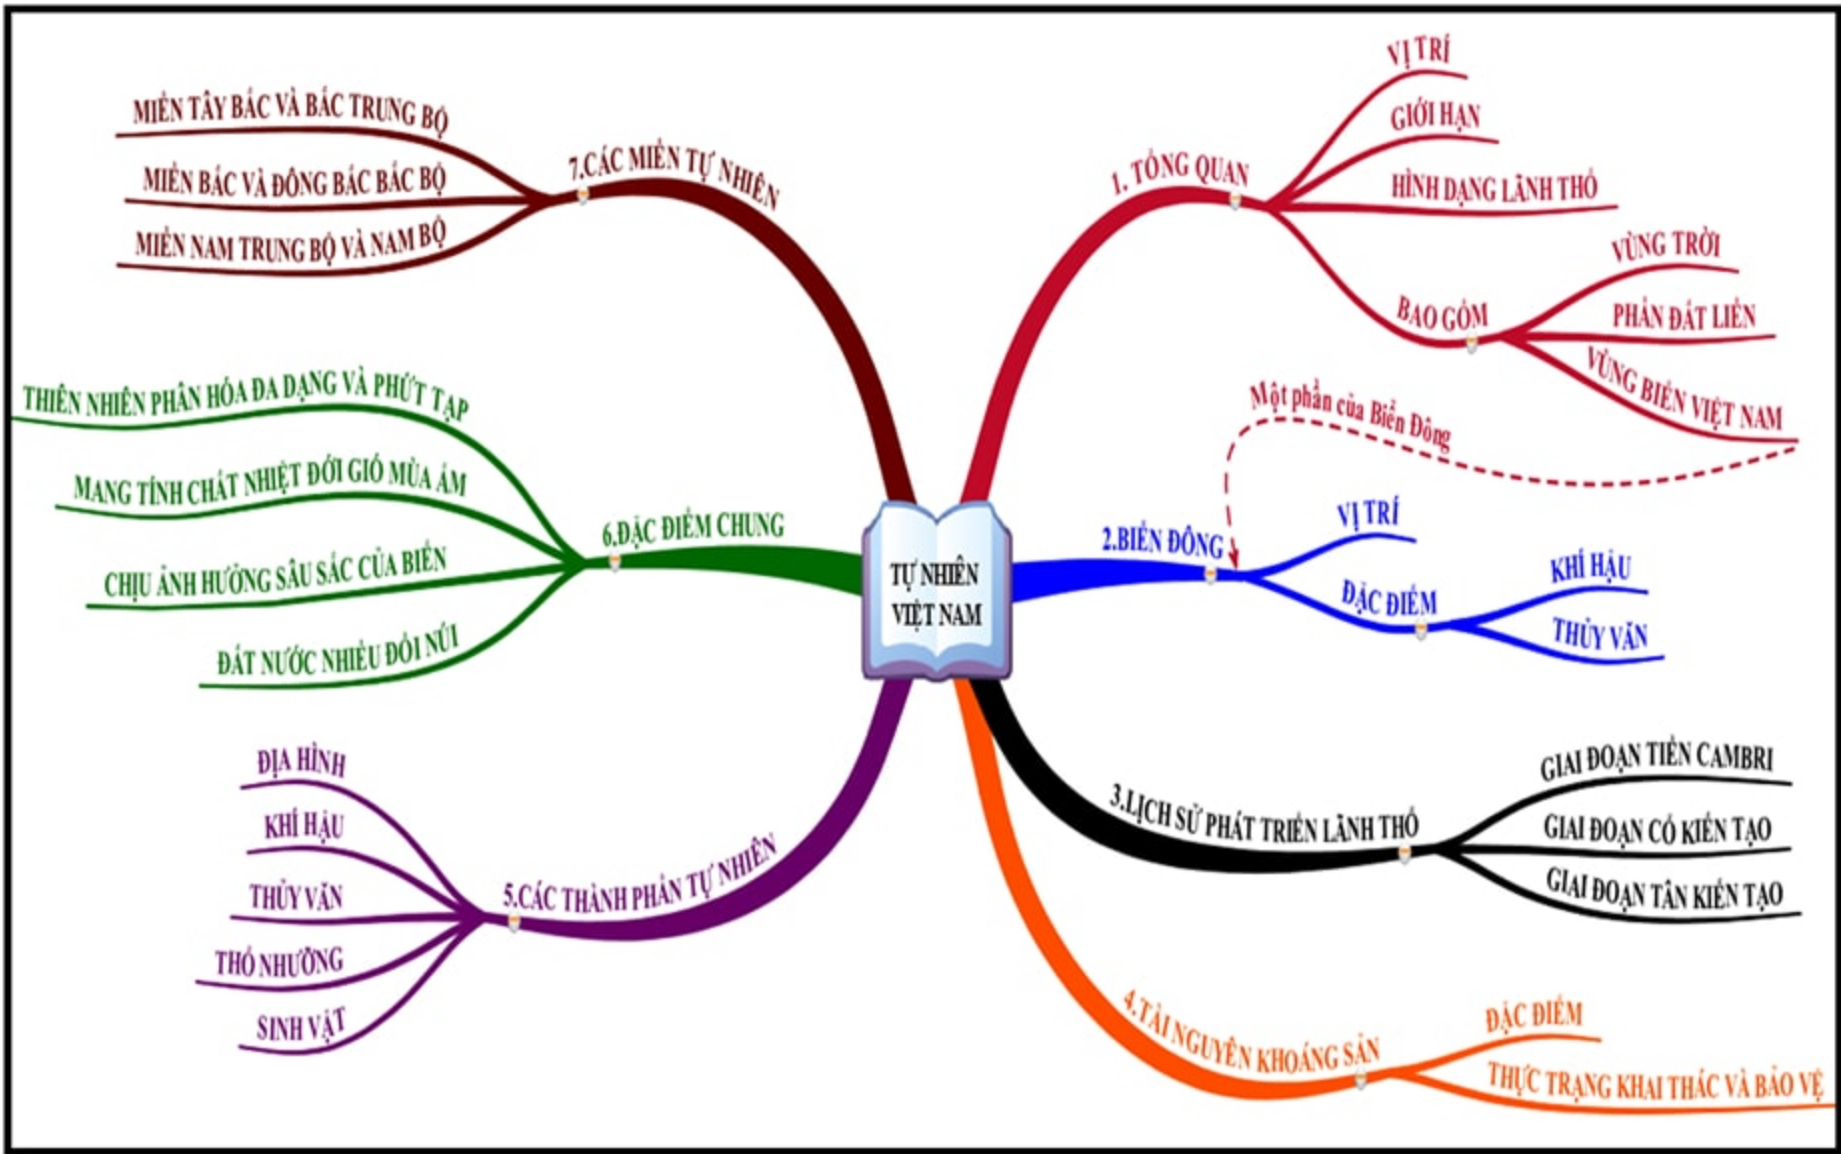 TỰ NHIÊN
VIỆT NAM
1. TỔNG QUAN
VỊ TRÍ
GIỚI HẠN
HÌNH DẠNG LÃNH THỔ
BAO GỒM
VÙNG TRỜI
PHẦN ĐẤT LIỀN
VÙNG BIỂN VIỆT NAM
Một phần của Biển Đông
2.BIỂN ĐÔNG
VỊ TRÍ
ĐẶC ĐIỂM
KHÍ HẬU
THỦY VĂN
3.LỊCH SỬ PHÁT TRIỂN LÃNH THỔ
GIAI ĐOẠN TIỀN CAMBRI
GIAI ĐOẠN CỔ KIẾN TẠO
GIAI ĐOẠN TÂN KIẾN TẠO
4.TÀI NGUYÊN KHOÁNG SẢN
ĐẶC ĐIỂM
THỰC TRẠNG KHAI THÁC VÀ BẢO VỆ
5.CÁC THÀNH PHẦN TỰ NHIÊN
ĐỊA HÌNH
KHÍ HẬU
THỦY VĂN
THỔ NHƯỠNG
SINH VẬT
6.ĐẶC ĐIỂM CHUNG
THIÊN NHIÊN PHÂN HÓA ĐA DẠNG VÀ PHỨT TẠP
MANG TÍNH CHẤT NHIỆT ĐỚI GIÓ MÙA ẨM
CHỊU ẢNH HƯỞNG SÂU SẮC CỦA BIỂN
ĐẤT NƯỚC NHIỀU ĐỒI NÚI
7.CÁC MIỀN TỰ NHIÊN
MIỀN TÂY BẮC VÀ BẮC TRUNG BỘ
MIỀN BẮC VÀ ĐÔNG BẮC BẮC BỘ
MIỀN NAM TRUNG BỘ VÀ NAM BỘ